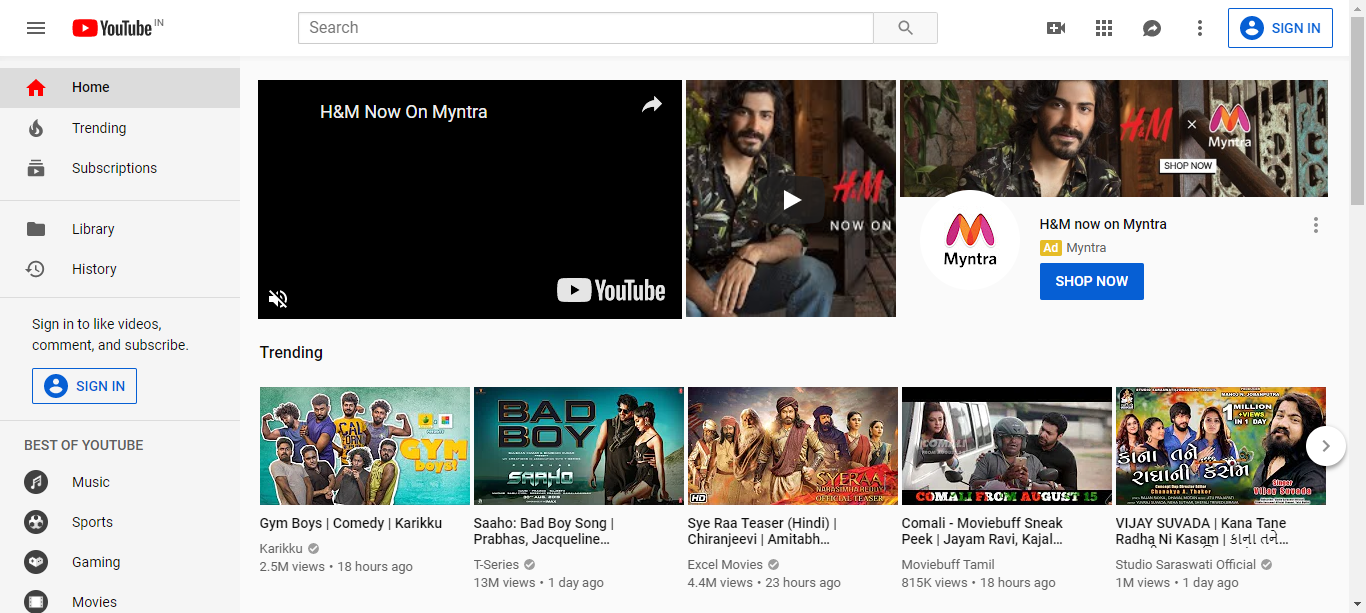 YouTube IN
Search
SIGN IN
Home
Trending
Subscriptions
Library
History
Sign in to like videos,
comment, and subscribe.
SIGN IN
BEST OF YOUTUBE
Music
Sports
Gaming
Movies
H&M Now On Myntra
YouTube
H&M
NOW ON
H&M × Myntra
SHOP NOW
Myntra
H&M now on Myntra
Ad Myntra
SHOP NOW
Trending
GYM
Boys!
Gym Boys | Comedy | Karikku
Karikku
2.5M views • 18 hours ago
BAD
BOY
PRABHAS
SAAHO
Saaho: Bad Boy Song |
Prabhas, Jacqueline…
T-Series
13M views • 1 day ago
SYERAA
NARASIMHA REDDY
HD
OFFICIAL TEASER
Sye Raa Teaser (Hindi) |
Chiranjeevi | Amitabh…
Excel Movies
4.4M views • 23 hours ago
COMALI
COMALI FROM AUGUST 15
Comali - Moviebuff Sneak
Peek | Jayam Ravi, Kajal…
Moviebuff Tamil
815K views • 18 hours ago
1 MILLION
+VIEWS
IN 1 DAY
કાના તને
રાધાની કસમ
Singer
Vijay Suvada
VIJAY SUVADA | Kana Tane
Radha Ni Kasam | કાના તને…
Studio Saraswati Official
1M views • 1 day ago